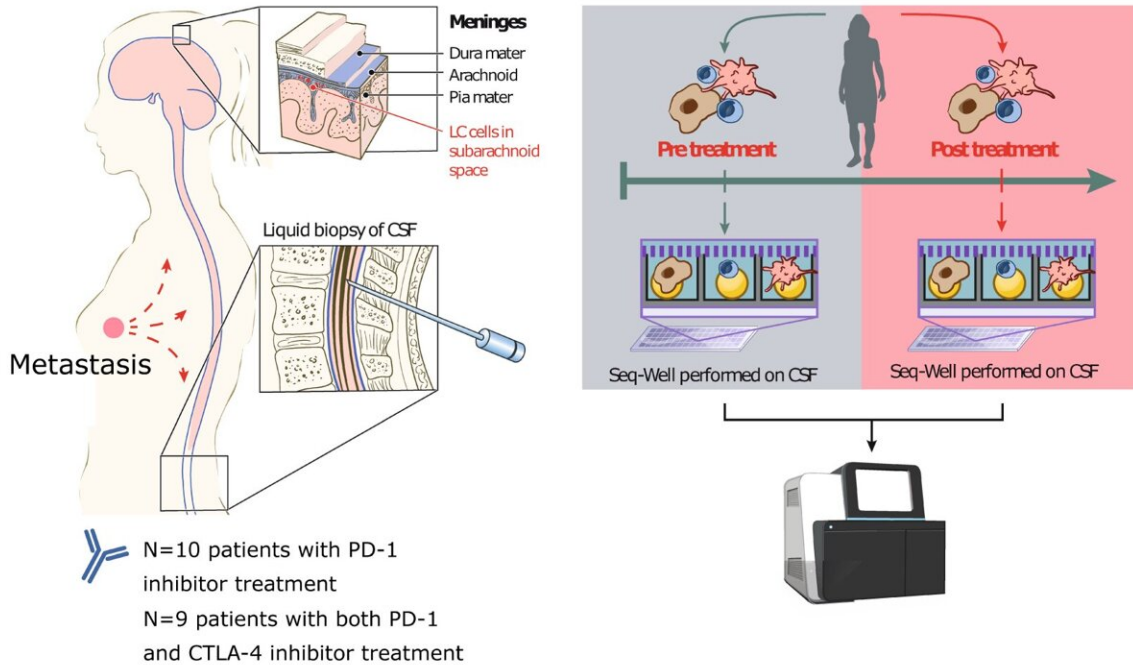 Meninges
Dura mater
Arachnoid
Pia mater
LC cells in
subarachnoid
space
Liquid biopsy of CSF
Metastasis
N=10 patients with PD-1
inhibitor treatment
N=9 patients with both PD-1
and CTLA-4 inhibitor treatment
Pre treatment
Post treatment
Seq-Well performed on CSF
Seq-Well performed on CSF